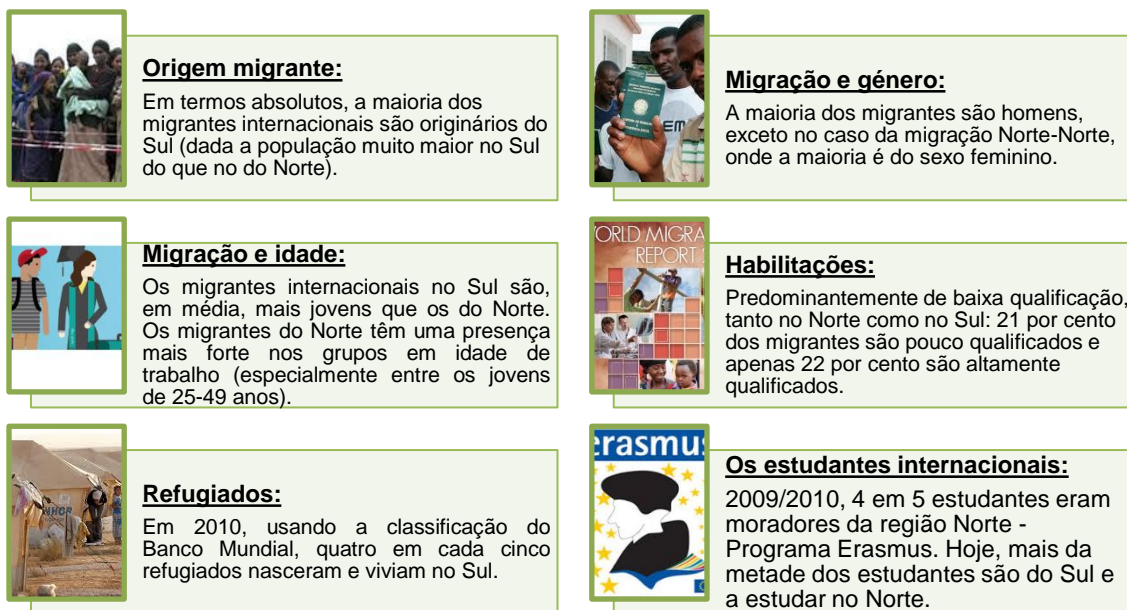 Origem migrante:
Em termos absolutos, a maioria dos
migrantes internacionais são originários do
Sul (dada a população muito maior no Sul
do que no do Norte).
Migração e género:
A maioria dos migrantes são homens,
exceto no caso da migração Norte-Norte,
onde a maioria é do sexo feminino.
Migração e idade:
Os migrantes internacionais no Sul são,
em média, mais jovens que os do Norte.
Os migrantes do Norte têm uma presença
mais forte nos grupos em idade de
trabalho (especialmente entre os jovens
de 25-49 anos).
ORLD MIGRA
REPORT 2
Habilitações:
Predominantemente de baixa qualificação,
tanto no Norte como no Sul: 21 por cento
dos migrantes são pouco qualificados e
apenas 22 por cento são altamente
qualificados.
Refugiados:
Em 2010, usando a classificação do
Banco Mundial, quatro em cada cinco
refugiados nasceram e viviam no Sul.
erasmu
Os estudantes internacionais:
2009/2010, 4 em 5 estudantes eram
moradores da região Norte -
Programa Erasmus. Hoje, mais da
metade dos estudantes são do Sul e
a estudar no Norte.